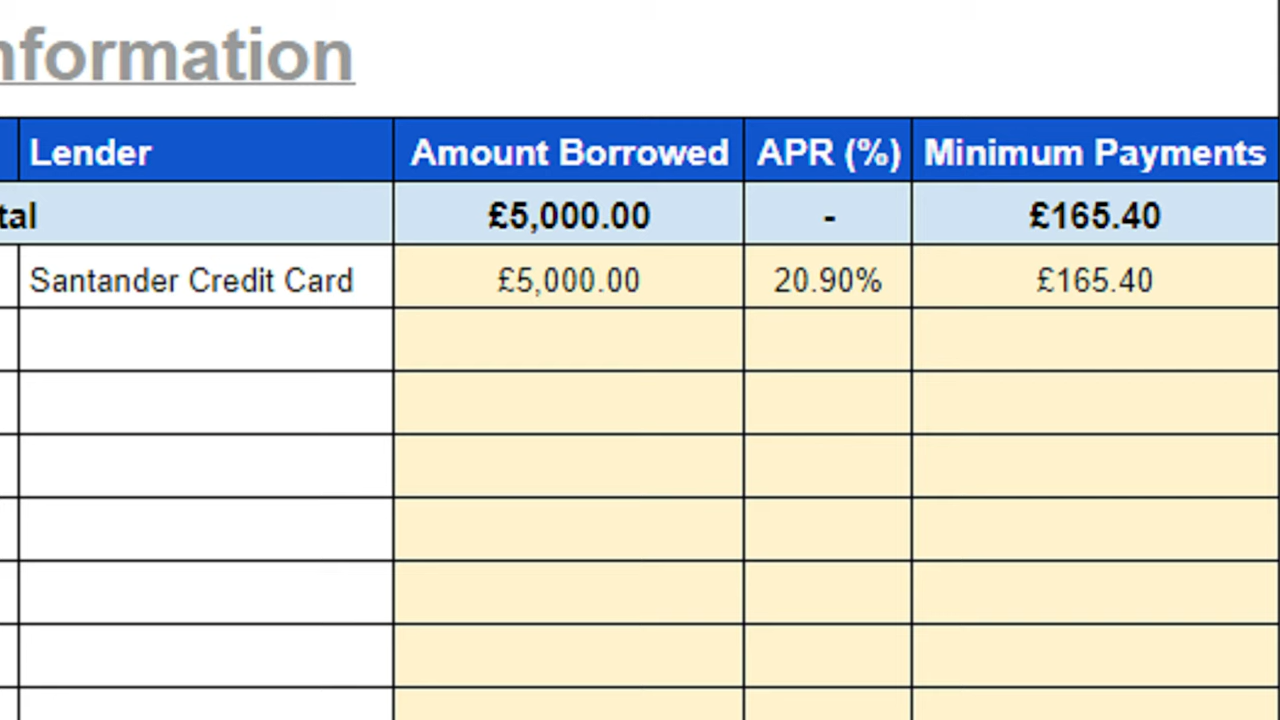 nformation
Lender Amount Borrowed APR (%) Minimum Payments
tal £5,000.00 - £165.40
Santander Credit Card £5,000.00 20.90% £165.40